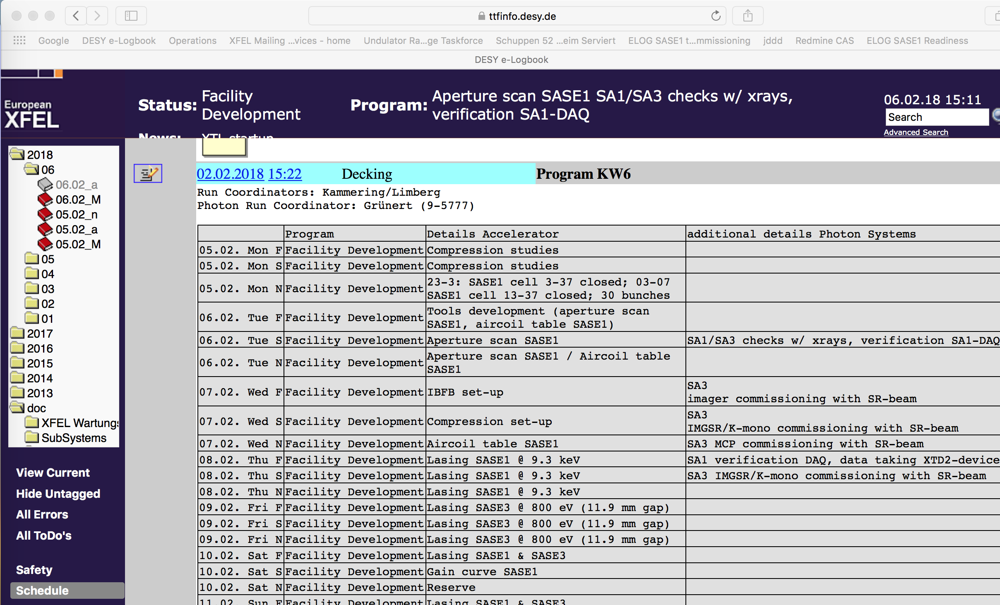 ttfinfo.desy.de
Google DESY e-Logbook Operations XFEL Mailing ...vices - home Undulator Ra...ge Taskforce Schuppen 52 ...eim Serviert ELOG SASE1 t...mmissioning jddd Redmine CAS ELOG SASE1 Readiness
DESY e-Logbook
European
XFEL
Status: Facility
Development
Program: Aperture scan SASE1 SA1/SA3 checks w/ xrays,
verification SA1-DAQ
06.02.18 15:11
Search
Advanced Search
News: XTL startup
2018
06
06.02_a
06.02_M
05.02_n
05.02_a
05.02_M
05
04
03
02
01
2017
2016
2015
2014
2013
doc
XFEL Wartungs
SubSystems
View Current
Hide Untagged
All Errors
All ToDo's
Safety
Schedule
02.02.2018 15:22 Decking Program KW6
Run Coordinators: Kammering/Limberg
Photon Run Coordinator: Grünert (9-5777)
Program Details Accelerator additional details Photon Systems
05.02. Mon F Facility Development Compression studies
05.02. Mon S Facility Development Compression studies
05.02. Mon N Facility Development 23-3: SASE1 cell 3-37 closed; 03-07
SASE1 cell 13-37 closed; 30 bunches
06.02. Tue F Facility Development Tools development (aperture scan
SASE1, aircoil table SASE1)
06.02. Tue S Facility Development Aperture scan SASE1 SA1/SA3 checks w/ xrays, verification SA1-DAQ
06.02. Tue N Facility Development Aperture scan SASE1 / Aircoil table
SASE1
07.02. Wed F Facility Development IBFB set-up SA3
imager commissioning with SR-beam
07.02. Wed S Facility Development Compression set-up SA3
IMGSR/K-mono commissioning with SR-beam
07.02. Wed N Facility Development Aircoil table SASE1 SA3 MCP commissioning with SR-beam
08.02. Thu F Facility Development Lasing SASE1 @ 9.3 keV SA1 verification DAQ, data taking XTD2-device
08.02. Thu S Facility Development Lasing SASE1 @ 9.3 keV SA3 IMGSR/K-mono commissioning with SR-beam
08.02. Thu N Facility Development Lasing SASE1 @ 9.3 keV
09.02. Fri F Facility Development Lasing SASE3 @ 800 eV (11.9 mm gap)
09.02. Fri S Facility Development Lasing SASE3 @ 800 eV (11.9 mm gap)
09.02. Fri N Facility Development Lasing SASE3 @ 800 eV (11.9 mm gap)
10.02. Sat F Facility Development Lasing SASE1 & SASE3
10.02. Sat S Facility Development Gain curve SASE1
10.02. Sat N Facility Development Reserve
11.02. Sun F Facility Development Lasing SASE1 & SASE3